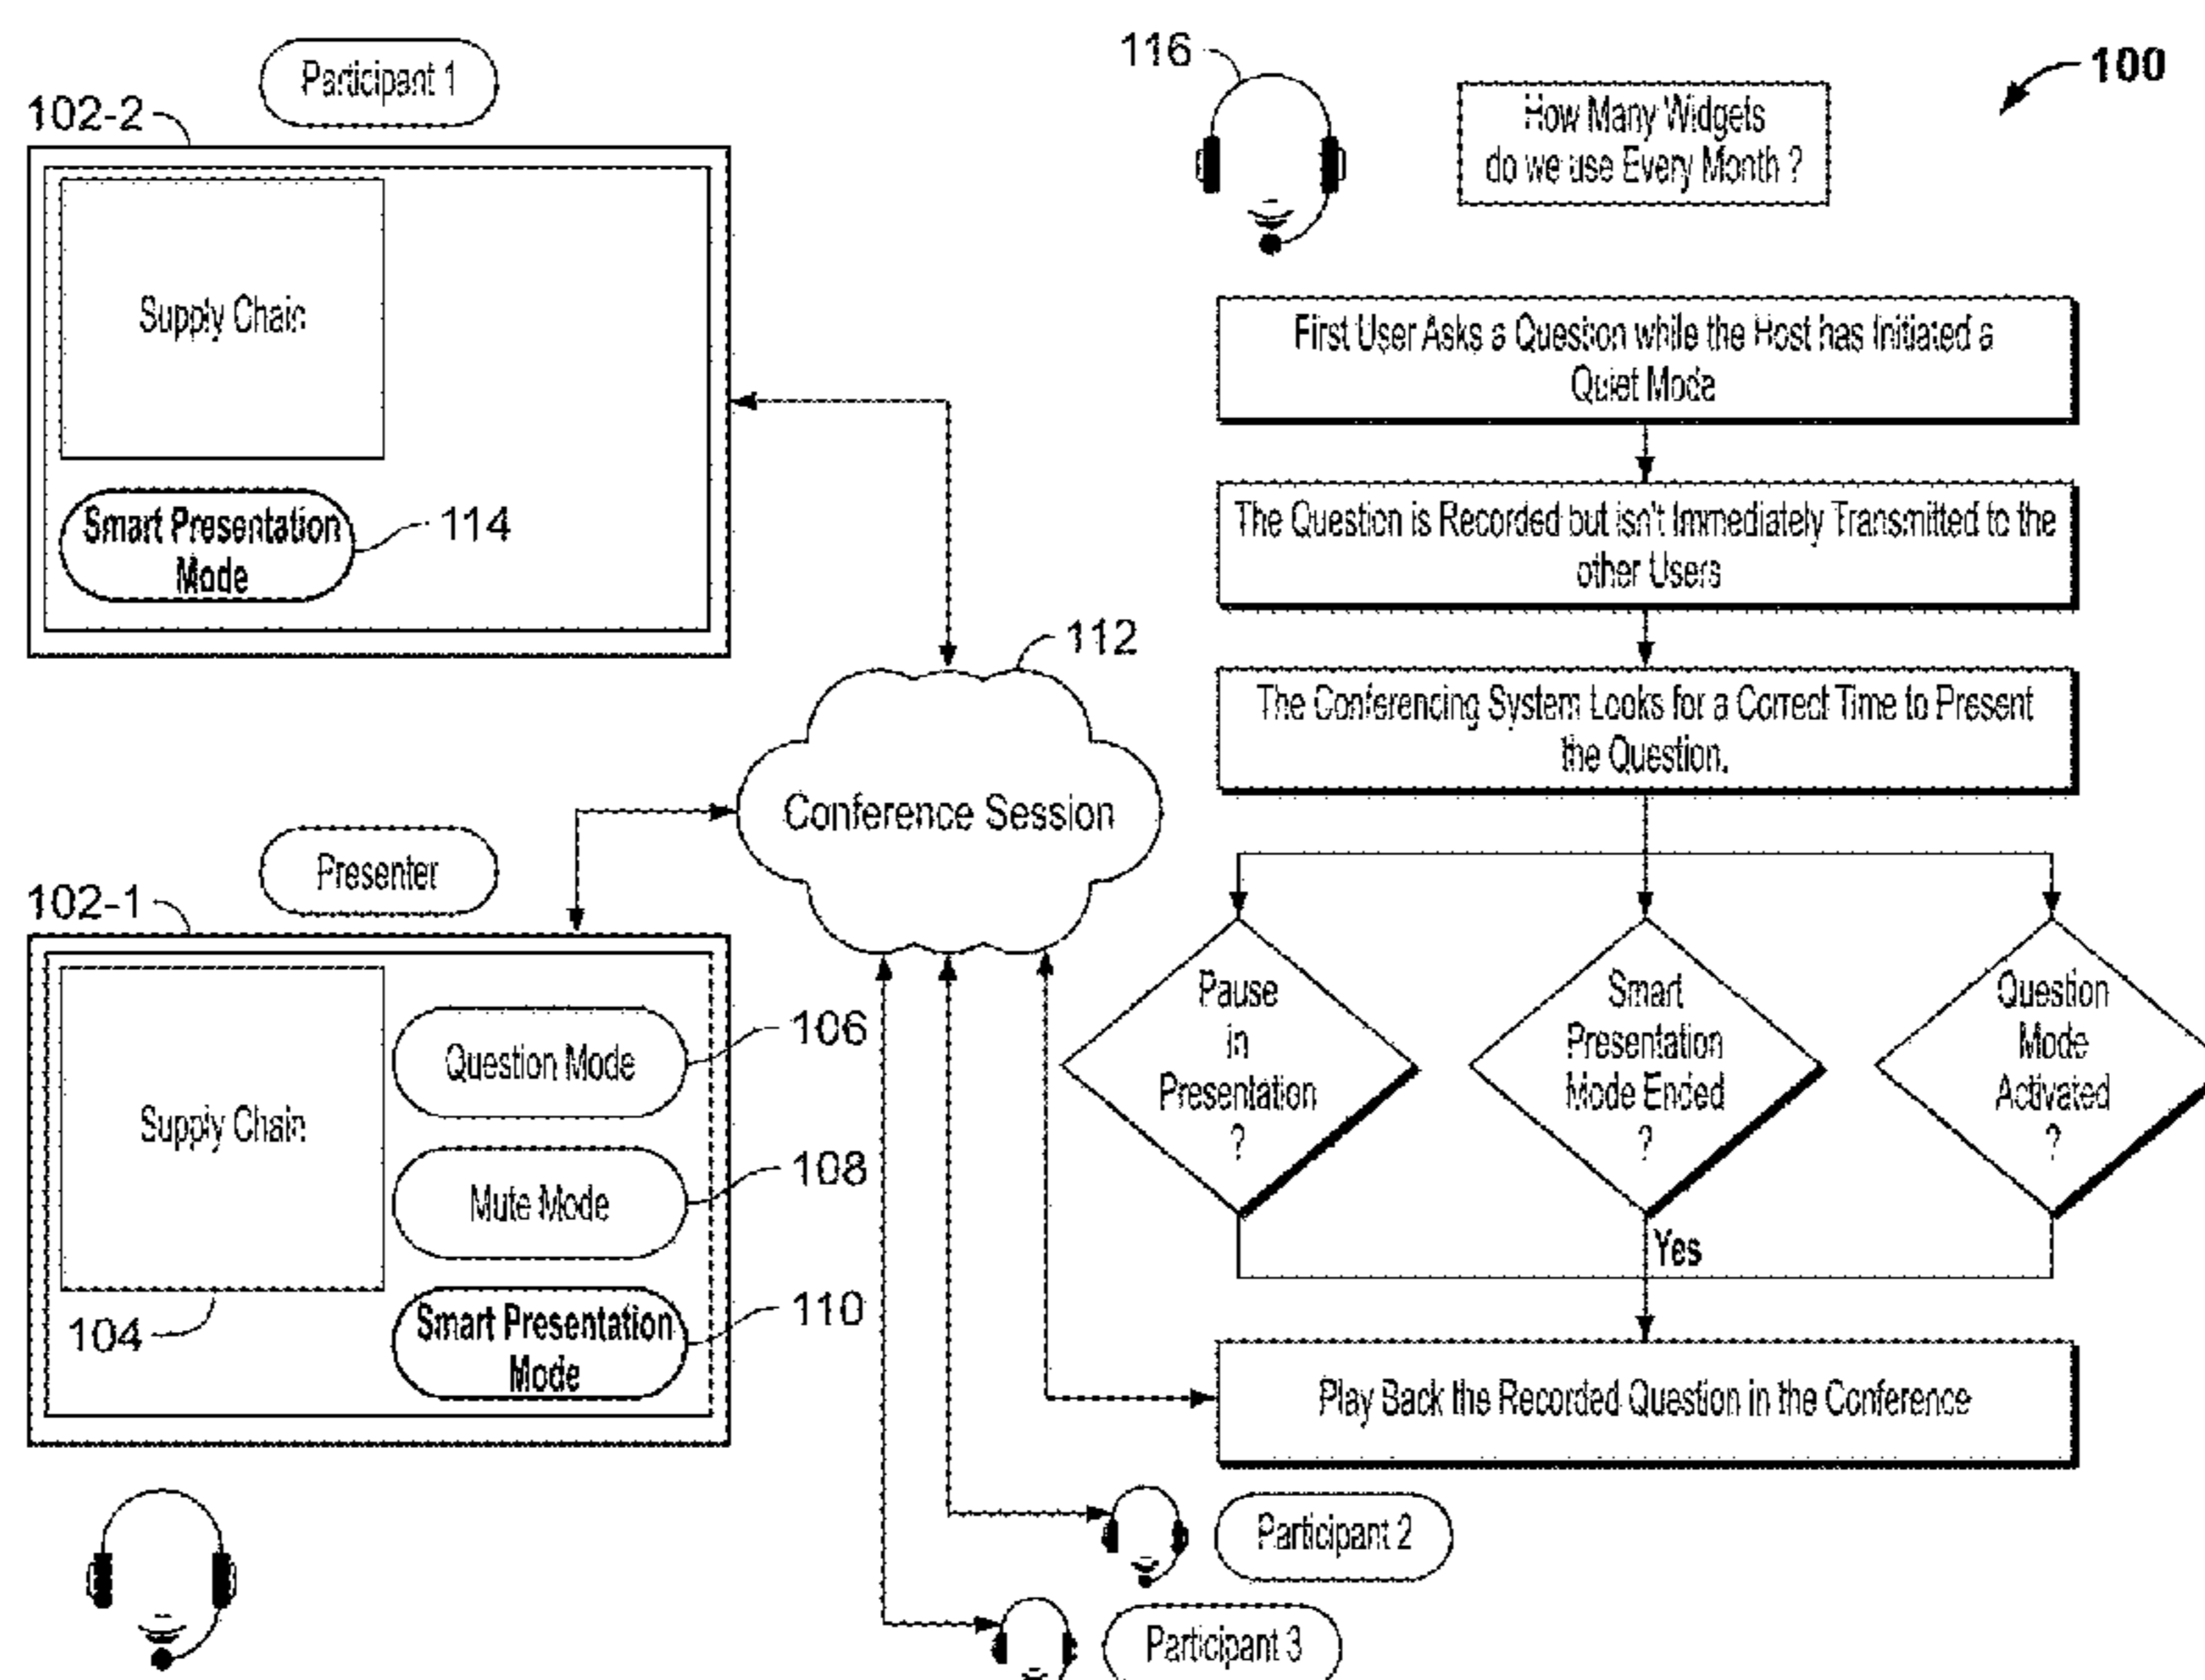 Participant 1
102-2
Supply Chain
Smart Presentation
Mode
114
116
How Many Widgets
do we use Every Month ?
100
First User Asks a Question while the Host has Initiated a
Quiet Mode
The Question is Recorded but isn't Immediately Transmitted to the
other Users
The Conferencing System Looks for a Correct Time to Present
the Question.
112
Conference Session
Presenter
102-1
Supply Chain
104
Question Mode
106
Mute Mode
108
Smart Presentation
Mode
110
Pause
in
Presentation
?
Smart
Presentation
Mode Ended
?
Question
Mode
Activated
?
Yes
Play Back the Recorded Question in the Conference
Participant 2
Participant 3